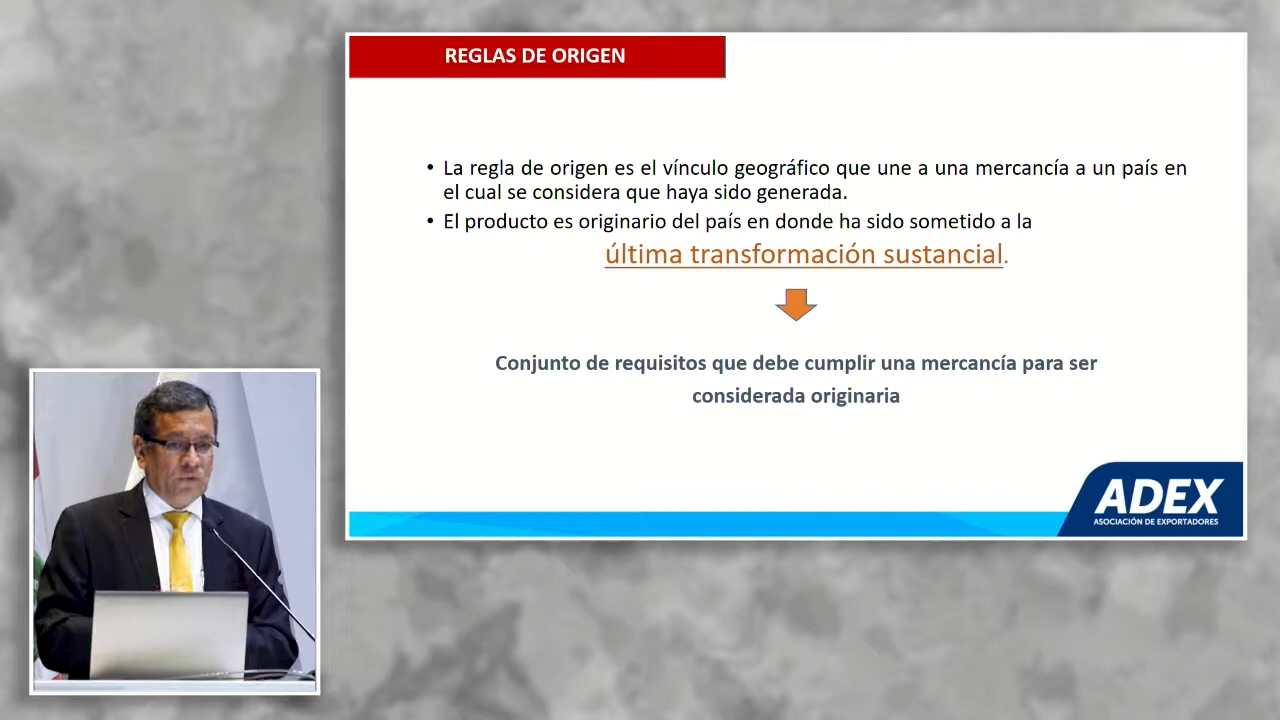 REGLAS DE ORIGEN
• La regla de origen es el vínculo geográfico que une a una mercancía a un país en
el cual se considera que haya sido generada.
• El producto es originario del país en donde ha sido sometido a la
última transformación sustancial.
Conjunto de requisitos que debe cumplir una mercancía para ser
considerada originaria
ADEX
ASOCIACIÓN DE EXPORTADORES